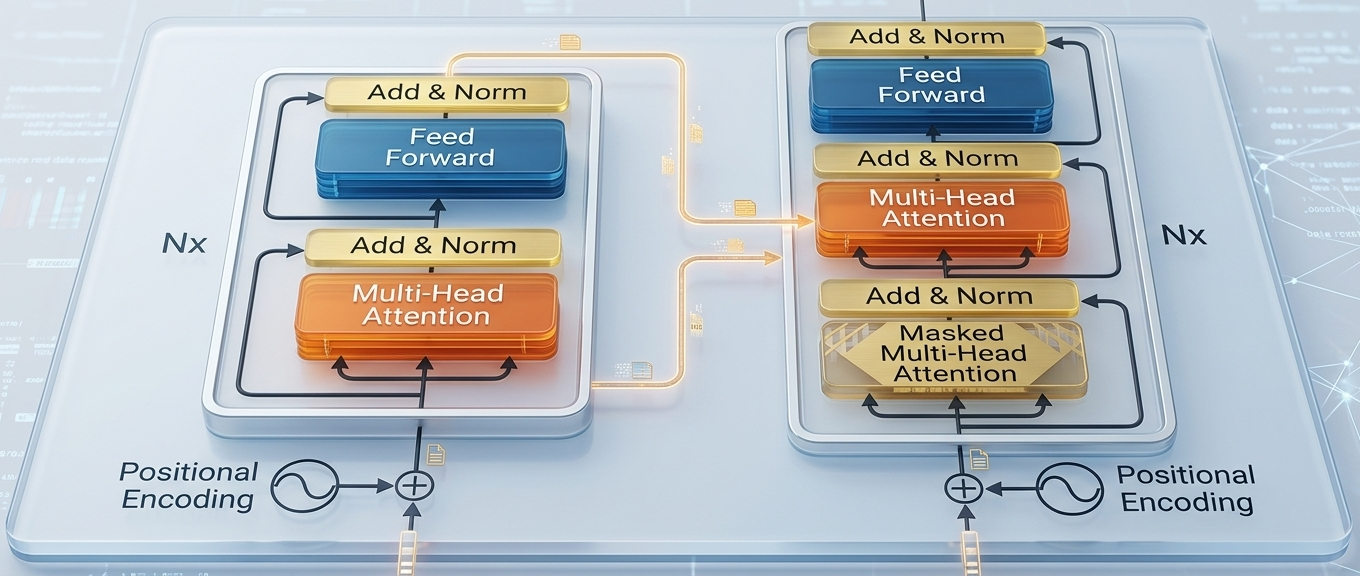 Add & Norm
Feed
Forward
Add & Norm
Multi-Head
Attention
Nx
Positional
Encoding
Add & Norm
Feed
Forward
Add & Norm
Multi-Head
Attention
Add & Norm
Masked
Multi-Head
Attention
Nx
Positional
Encoding